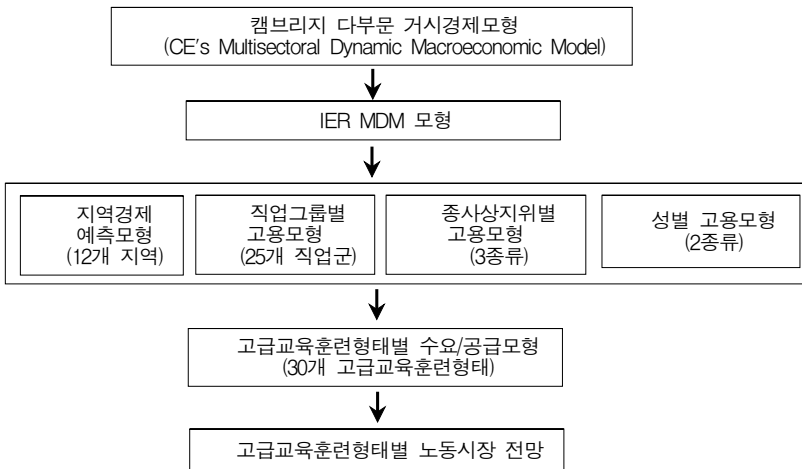 캠브리지 다부문 거시경제모형
(CE's Multisectoral Dynamic Macroeconomic Model)
IER MDM 모형
지역경제
예측모형
(12개 지역)
직업그룹별
고용모형
(25개 직업군)
종사상지위별
고용모형
(3종류)
성별 고용모형
(2종류)
고급교육훈련형태별 수요/공급모형
(30개 고급교육훈련형태)
고급교육훈련형태별 노동시장 전망